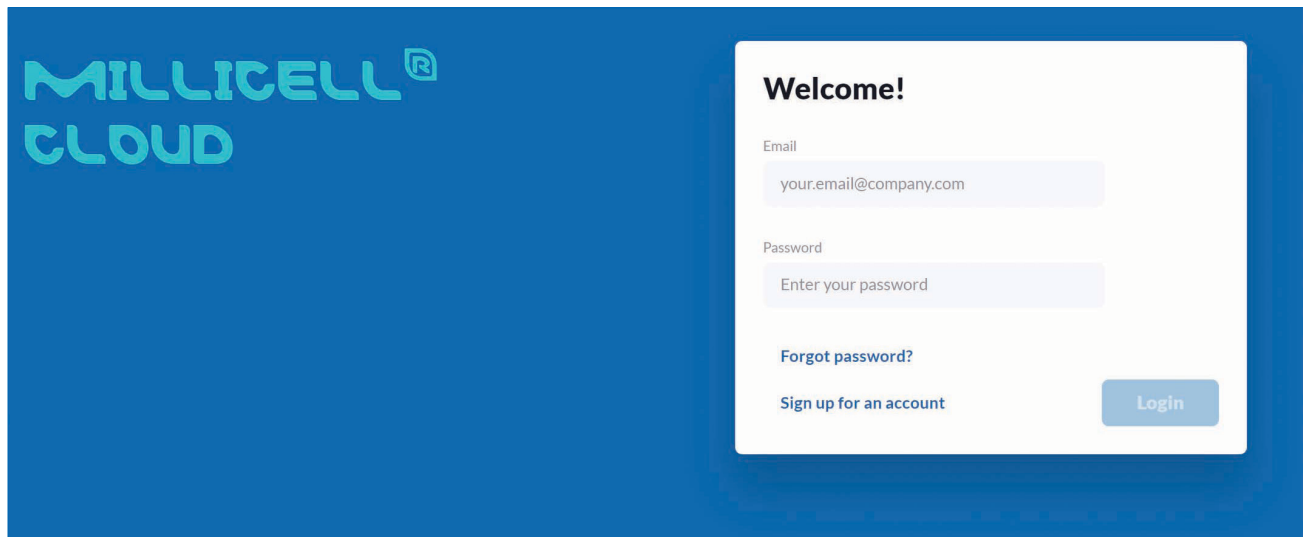 MILLICELL®
CLOUD
Welcome!
Email
your.email@company.com
Password
Enter your password
Forgot password?
Sign up for an account
Login